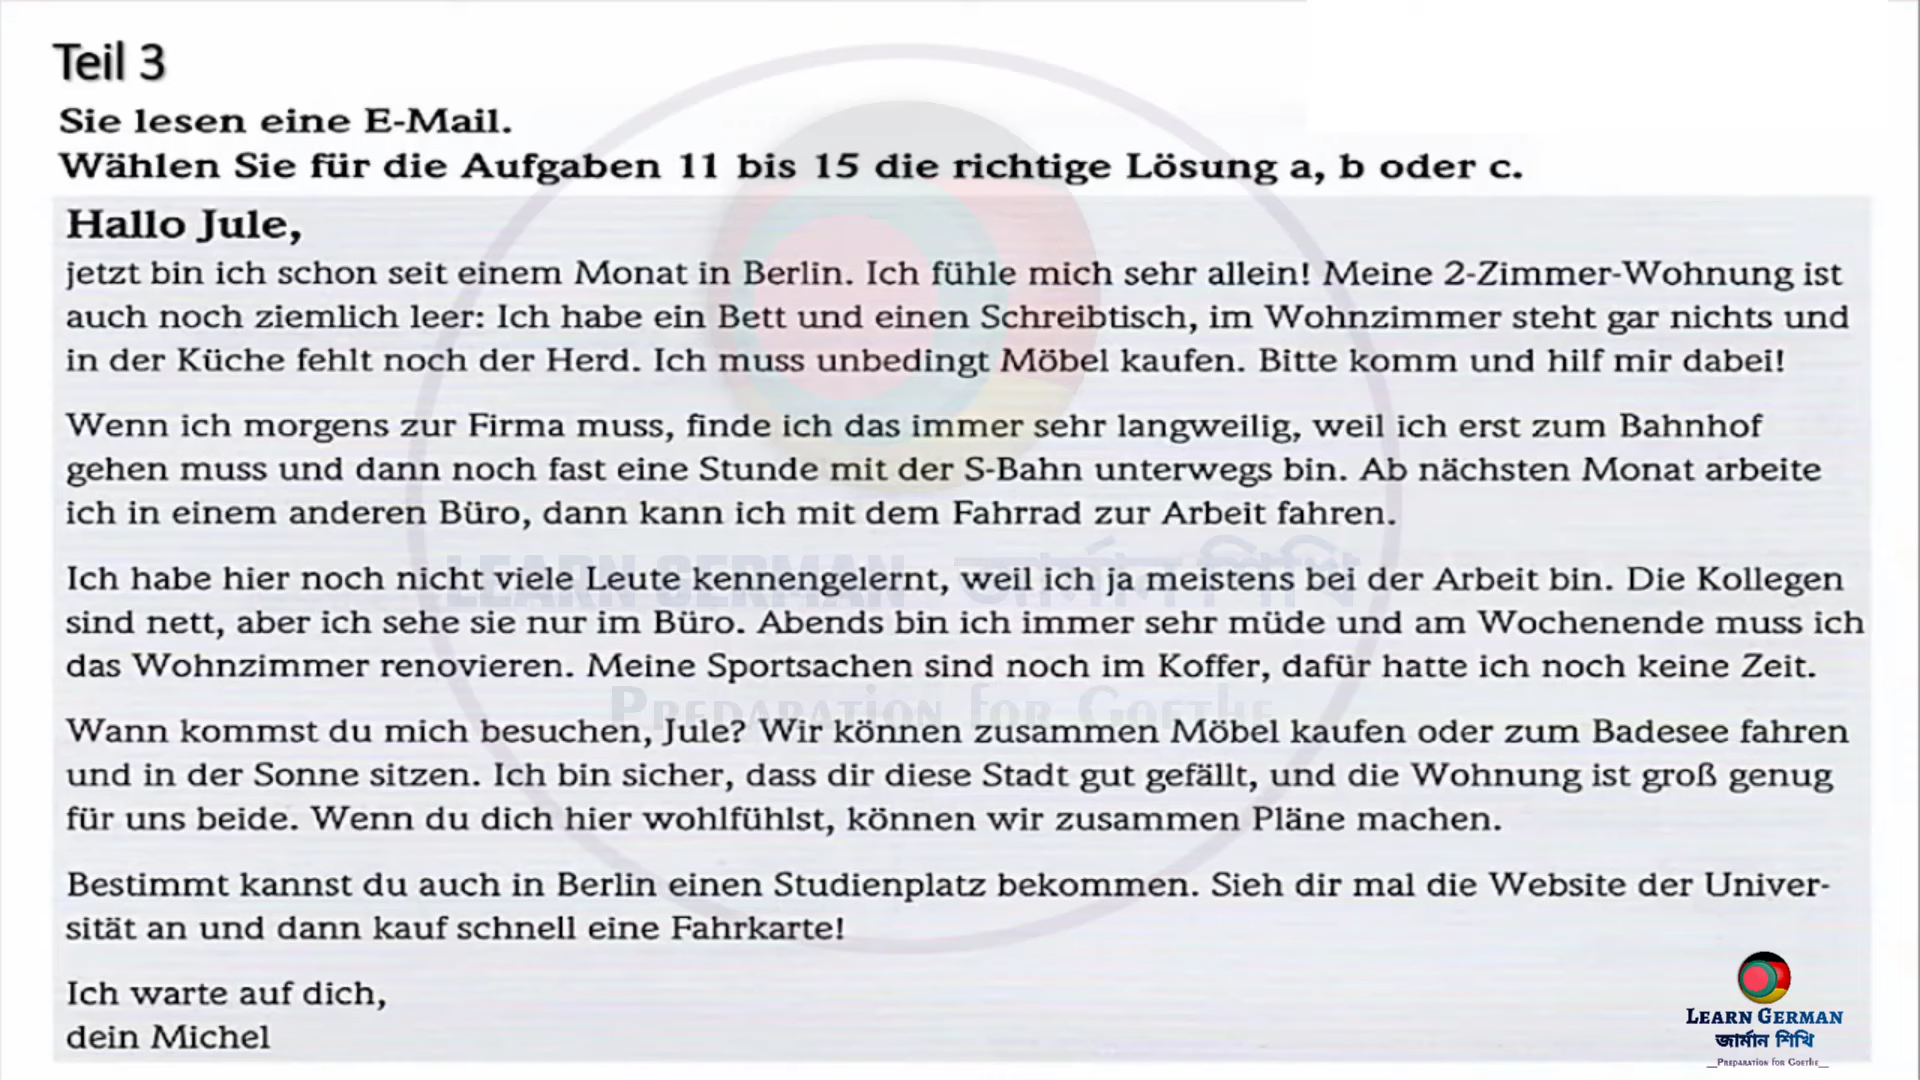 Teil 3
Sie lesen eine E-Mail.
Wählen Sie für die Aufgaben 11 bis 15 die richtige Lösung a, b oder c.
Hallo Jule,
jetzt bin ich schon seit einem Monat in Berlin. Ich fühle mich sehr allein! Meine 2-Zimmer-Wohnung ist
auch noch ziemlich leer: Ich habe ein Bett und einen Schreibtisch, im Wohnzimmer steht gar nichts und
in der Küche fehlt noch der Herd. Ich muss unbedingt Möbel kaufen. Bitte komm und hilf mir dabei!
Wenn ich morgens zur Firma muss, finde ich das immer sehr langweilig, weil ich erst zum Bahnhof
gehen muss und dann noch fast eine Stunde mit der S-Bahn unterwegs bin. Ab nächsten Monat arbeite
ich in einem anderen Büro, dann kann ich mit dem Fahrrad zur Arbeit fahren.
Ich habe hier noch nicht viele Leute kennengelernt, weil ich ja meistens bei der Arbeit bin. Die Kollegen
sind nett, aber ich sehe sie nur im Büro. Abends bin ich immer sehr müde und am Wochenende muss ich
das Wohnzimmer renovieren. Meine Sportsachen sind noch im Koffer, dafür hatte ich noch keine Zeit.
Wann kommst du mich besuchen, Jule? Wir können zusammen Möbel kaufen oder zum Badesee fahren
und in der Sonne sitzen. Ich bin sicher, dass dir diese Stadt gut gefällt, und die Wohnung ist groß genug
für uns beide. Wenn du dich hier wohlfühlst, können wir zusammen Pläne machen.
Bestimmt kannst du auch in Berlin einen Studienplatz bekommen. Sieh dir mal die Website der Univer-
sität an und dann kauf schnell eine Fahrkarte!
Ich warte auf dich,
dein Michel
LEARN GERMAN জার্মান শিখি
Preparation for Goethe
LEARN GERMAN
জার্মান শিখি
Preparation for Goethe